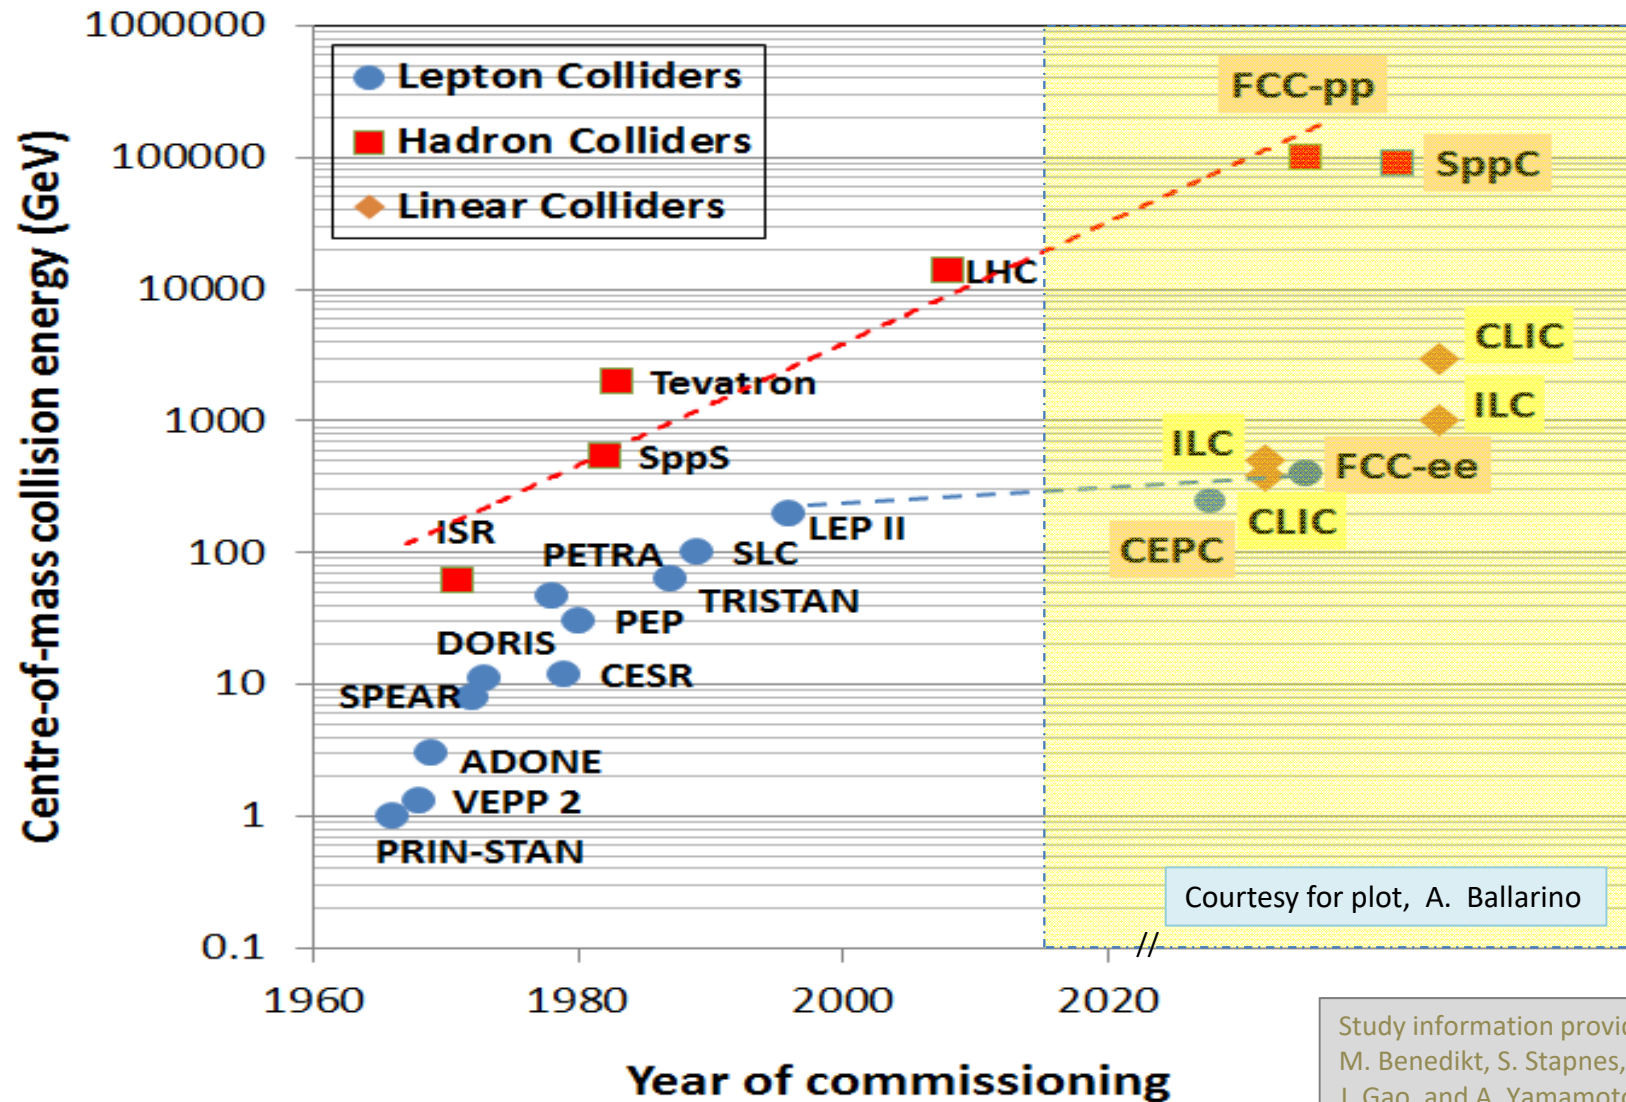 1000000
100000
10000
1000
100
10
1
0.1
Centre-of-mass collision energy (GeV)
Lepton Colliders
Hadron Colliders
Linear Colliders
FCC-pp
SppC
LHC
CLIC
Tevatron
ILC
ILC
SppS
FCC-ee
LEP II
CLIC
ISR
PETRA
SLC
CEPC
TRISTAN
PEP
DORIS
CESR
SPEAR
ADONE
VEPP 2
PRIN-STAN
Courtesy for plot, A. Ballarino
//
1960
1980
2000
2020
Year of commissioning
Study information
M. Benedikt, S. Stapnes,
J. Gao, and A. Yamamoto